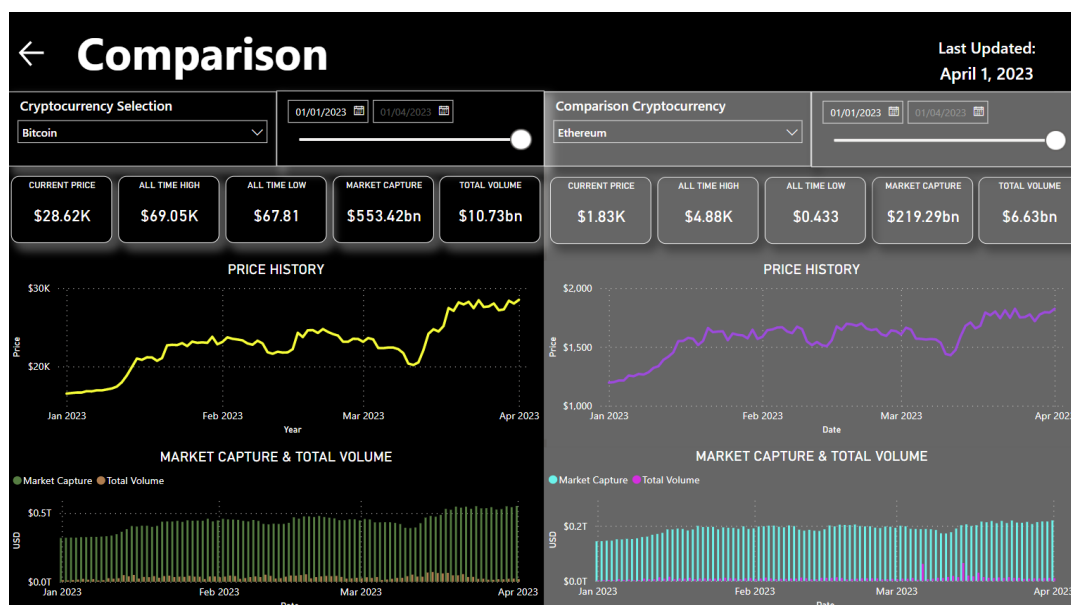 Comparison
Last Updated:
April 1, 2023
Cryptocurrency Selection
Bitcoin
01/01/2023 01/04/2023
Comparison Cryptocurrency
Ethereum
01/01/2023 01/04/2023
CURRENT PRICE ALL TIME HIGH ALL TIME LOW MARKET CAPTURE TOTAL VOLUME
$28.62K $69.05K $67.81 $553.42bn $10.73bn
CURRENT PRICE ALL TIME HIGH ALL TIME LOW MARKET CAPTURE TOTAL VOLUME
$1.83K $4.88K $0.433 $219.29bn $6.63bn
PRICE HISTORY
$30K
Price
$20K
Jan 2023 Feb 2023 Mar 2023 Apr 2023
Year
PRICE HISTORY
$2,000
Price
$1,500
$1,000
Jan 2023 Feb 2023 Mar 2023 Apr 202
Date
MARKET CAPTURE & TOTAL VOLUME
Market Capture Total Volume
$0.5T
USD
$0.0T
Jan 2023 Feb 2023 Mar 2023 Apr 2023
Date
MARKET CAPTURE & TOTAL VOLUME
Market Capture Total Volume
$0.2T
USD
$0.0T
Jan 2023 Feb 2023 Mar 2023 Apr 202
Date